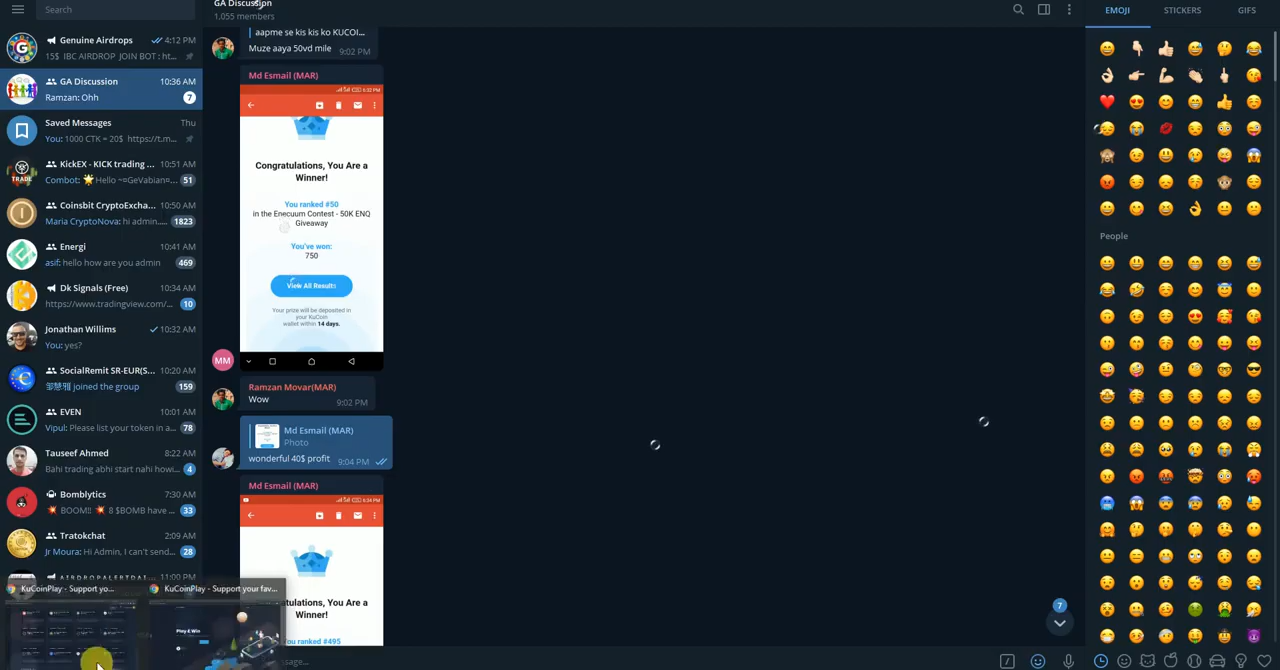 Search
GA Discussion
1,055 members
EMOJI
STICKERS
GIFS
Genuine Airdrops
4:12 PM
15$ IBC AIRDROP JOIN BOT : ht...
GA Discussion
10:36 AM
Ramzan: Ohh
7
Saved Messages
Thu
You: 1000 CTK = 20$ https://t.m...
KickEX - KICK trading ...
10:51 AM
Combot: 🌟Hello ~¤GeVabian¤...
51
Coinsbit CryptoExcha...
10:50 AM
Maria CryptoNova: hi admin....
1823
Energi
10:41 AM
asif: hello how are you admin
469
Dk Signals (Free)
10:34 AM
https://www.tradingview.com/...
10
Jonathan Willims
10:32 AM
You: yes?
SocialRemit SR-EUR(S...
10:20 AM
joined the group
159
EVEN
10:01 AM
Vipul: Please list your token in a...
78
Tauseef Ahmed
8:22 AM
Bahi trading abhi start nahi howi...
4
Bomblytics
7:30 AM
💥 BOOM!! 💥 8 $BOMB have ...
33
Tratokchat
2:09 AM
Jr Moura: Hi Admin, I can't send...
28
AIRDROPALERTDAI...
11:00 PM
KuCoinPlay - Support yo...
KuCoinPlay - Support your fav...
Play & Win
aapme se kis kis ko KUCOI...
Muze aaya 50vd mile
9:02 PM
Md Esmail (MAR)
Congratulations, You Are a
Winner!
You ranked #50
in the Enecuum Contest - 50K ENQ
Giveaway
You've won:
750
View All Results
Your prize will be deposited in
your KuCoin
wallet within 14 days.
MM
Ramzan Movar(MAR)
Wow
9:02 PM
Md Esmail (MAR)
Photo
wonderful 40$ profit
9:04 PM
Md Esmail (MAR)
Congratulations, You Are a
Winner!
You ranked #495
7
People